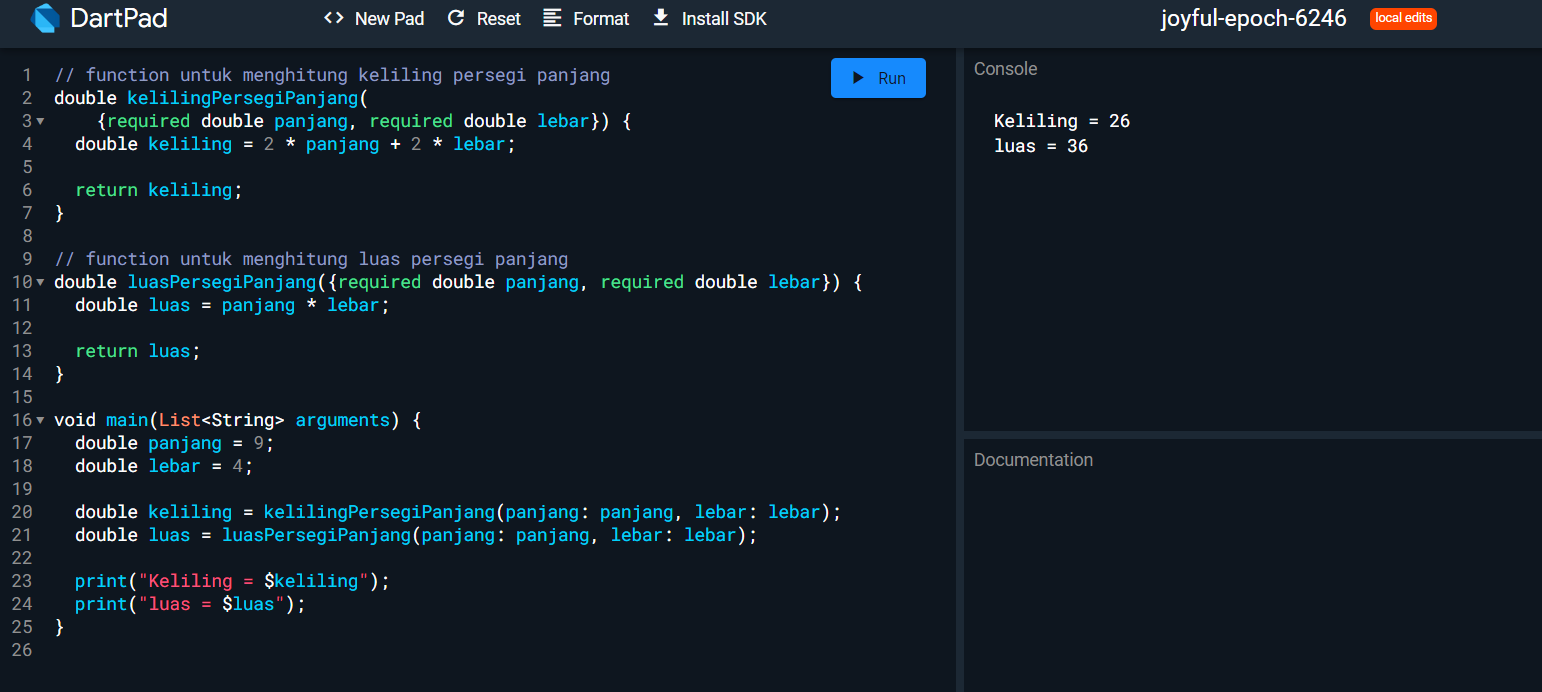 DartPad
New Pad
Reset
Format
Install SDK
joyful-epoch-6246
local edits
1 // function untuk menghitung keliling persegi panjang
2 double kelilingPersegiPanjang(
3     {required double panjang, required double lebar}) {
4   double keliling = 2 * panjang + 2 * lebar;
5
6   return keliling;
7 }
8
9 // function untuk menghitung luas persegi panjang
10 double luasPersegiPanjang({required double panjang, required double lebar}) {
11   double luas = panjang * lebar;
12
13   return luas;
14 }
15
16 void main(List<String> arguments) {
17   double panjang = 9;
18   double lebar = 4;
19
20   double keliling = kelilingPersegiPanjang(panjang: panjang, lebar: lebar);
21   double luas = luasPersegiPanjang(panjang: panjang, lebar: lebar);
22
23   print("Keliling = $keliling");
24   print("luas = $luas");
25 }
26
Run
Console
Keliling = 26
luas = 36
Documentation